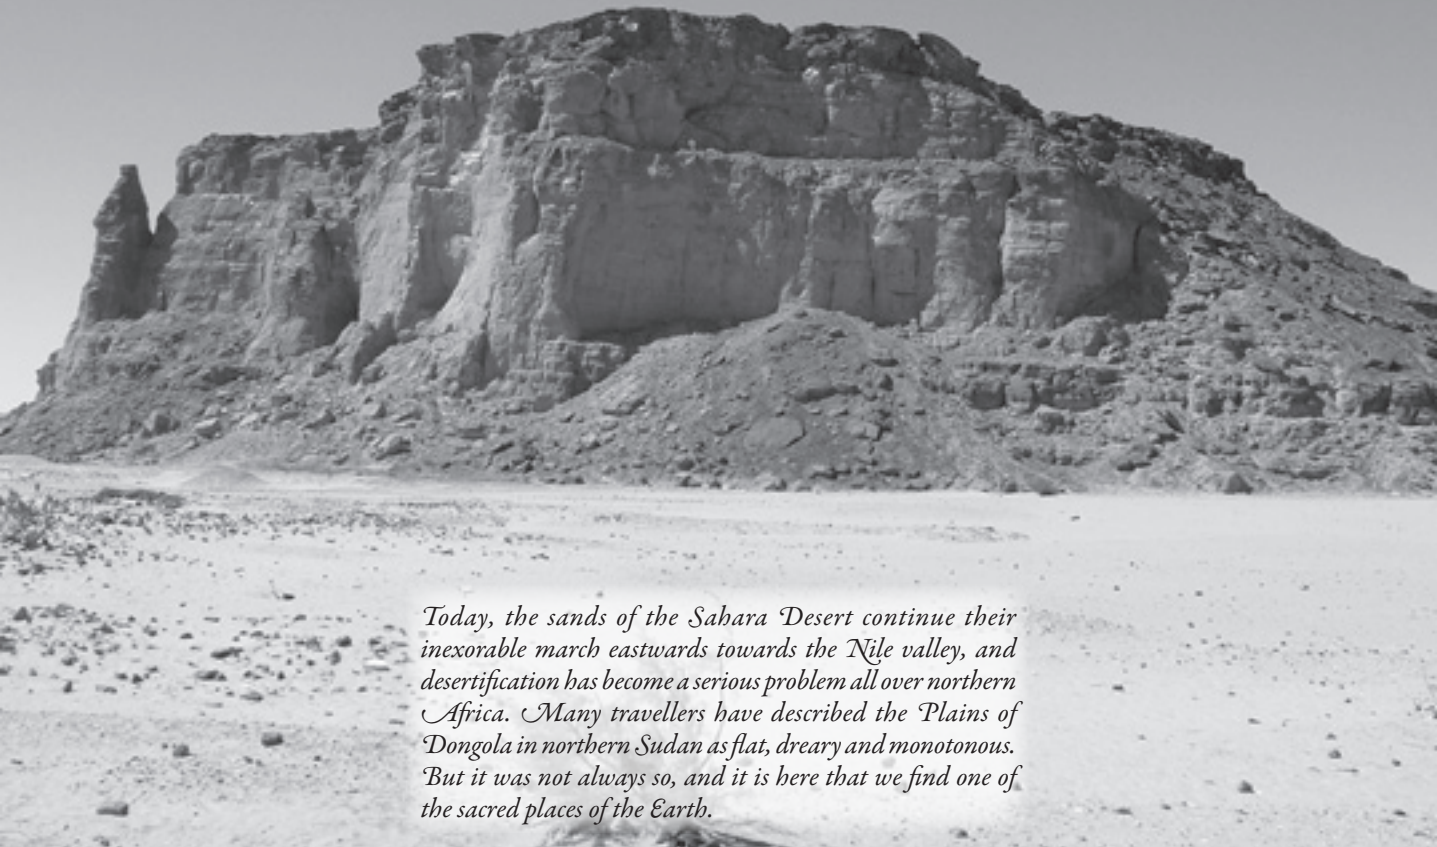 Today, the sands of the Sahara Desert continue their
inexorable march eastwards towards the Nile valley, and
desertification has become a serious problem all over northern
Africa. Many travellers have described the Plains of
Dongola in northern Sudan as flat, dreary and monotonous.
But it was not always so, and it is here that we find one of
the sacred places of the Earth.